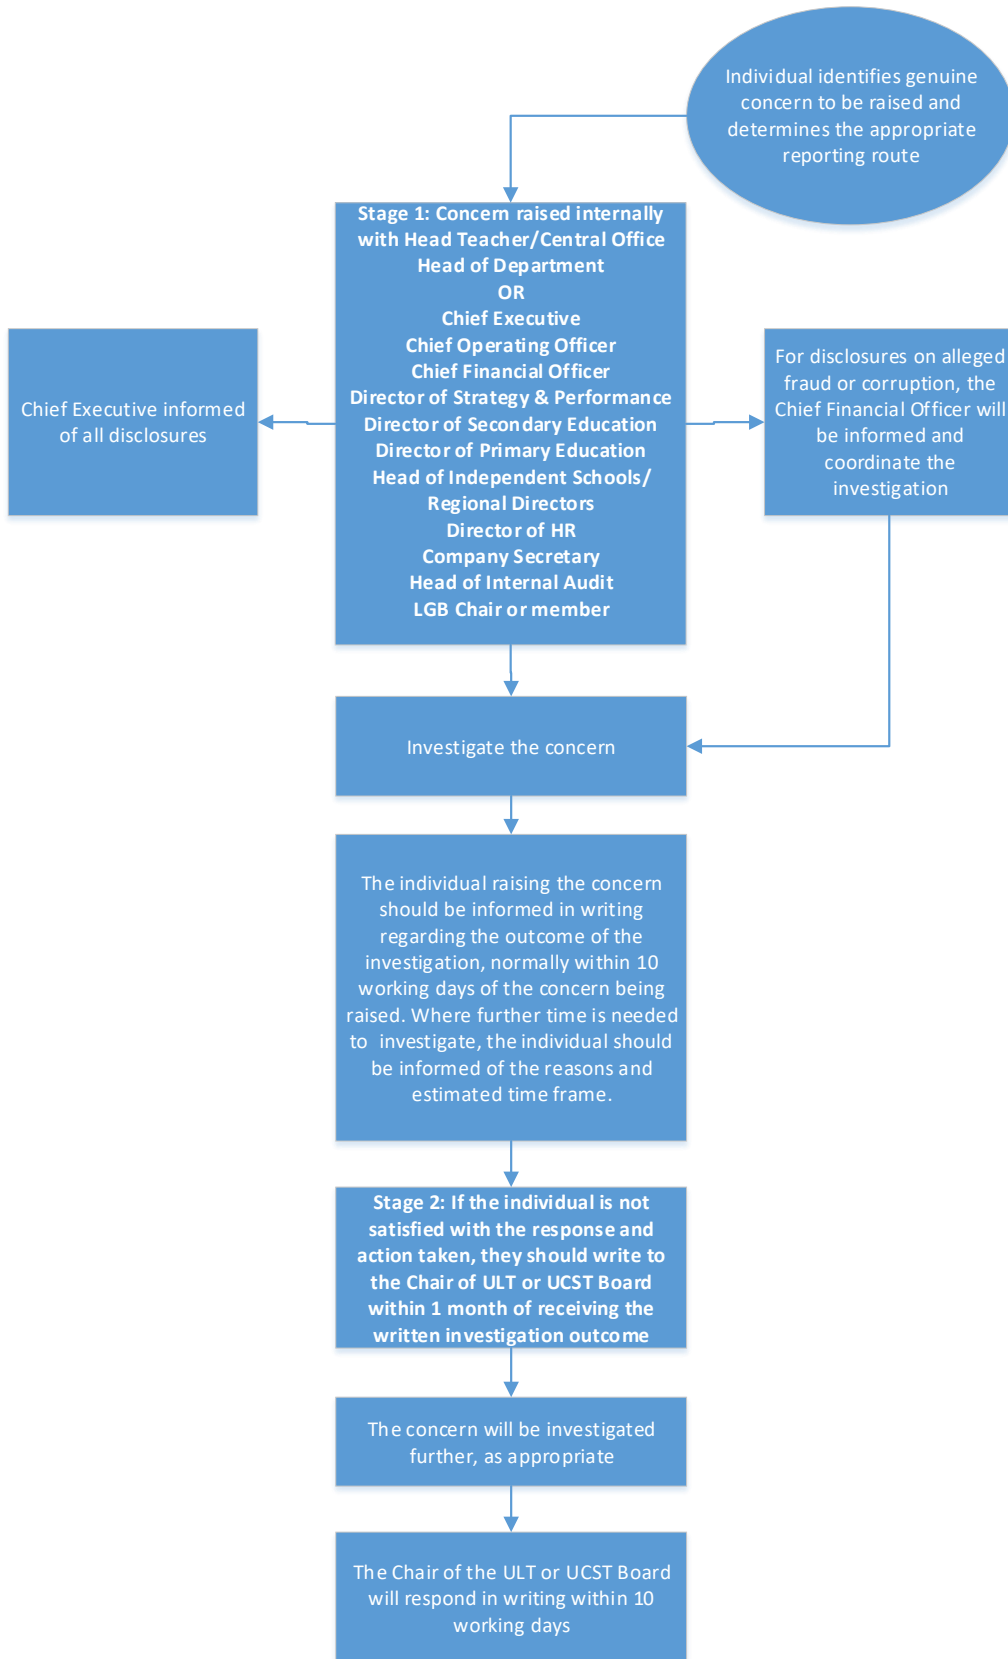 Individual identifies genuine
concern to be raised and
determines the appropriate
reporting route
Stage 1: Concern raised internally
with Head Teacher/Central Office
Head of Department
OR
Chief Executive
Chief Operating Officer
Chief Financial Officer
Director of Strategy & Performance
Director of Secondary Education
Director of Primary Education
Head of Independent Schools/
Regional Directors
Director of HR
Company Secretary
Head of Internal Audit
LGB Chair or member
Chief Executive informed
of all disclosures
For disclosures on alleged
fraud or corruption, the
Chief Financial Officer will
be informed and
coordinate the
investigation
Investigate the concern
The individual raising the concern
should be informed in writing
regarding the outcome of the
investigation, normally within 10
working days of the concern being
raised. Where further time is needed
to investigate, the individual should
be informed of the reasons and
estimated time frame.
Stage 2: If the individual is not
satisfied with the response and
action taken, they should write to
the Chair of ULT or UCST Board
within 1 month of receiving the
written investigation outcome
The concern will be investigated
further, as appropriate
The Chair of the ULT or UCST Board
will respond in writing within 10
working days